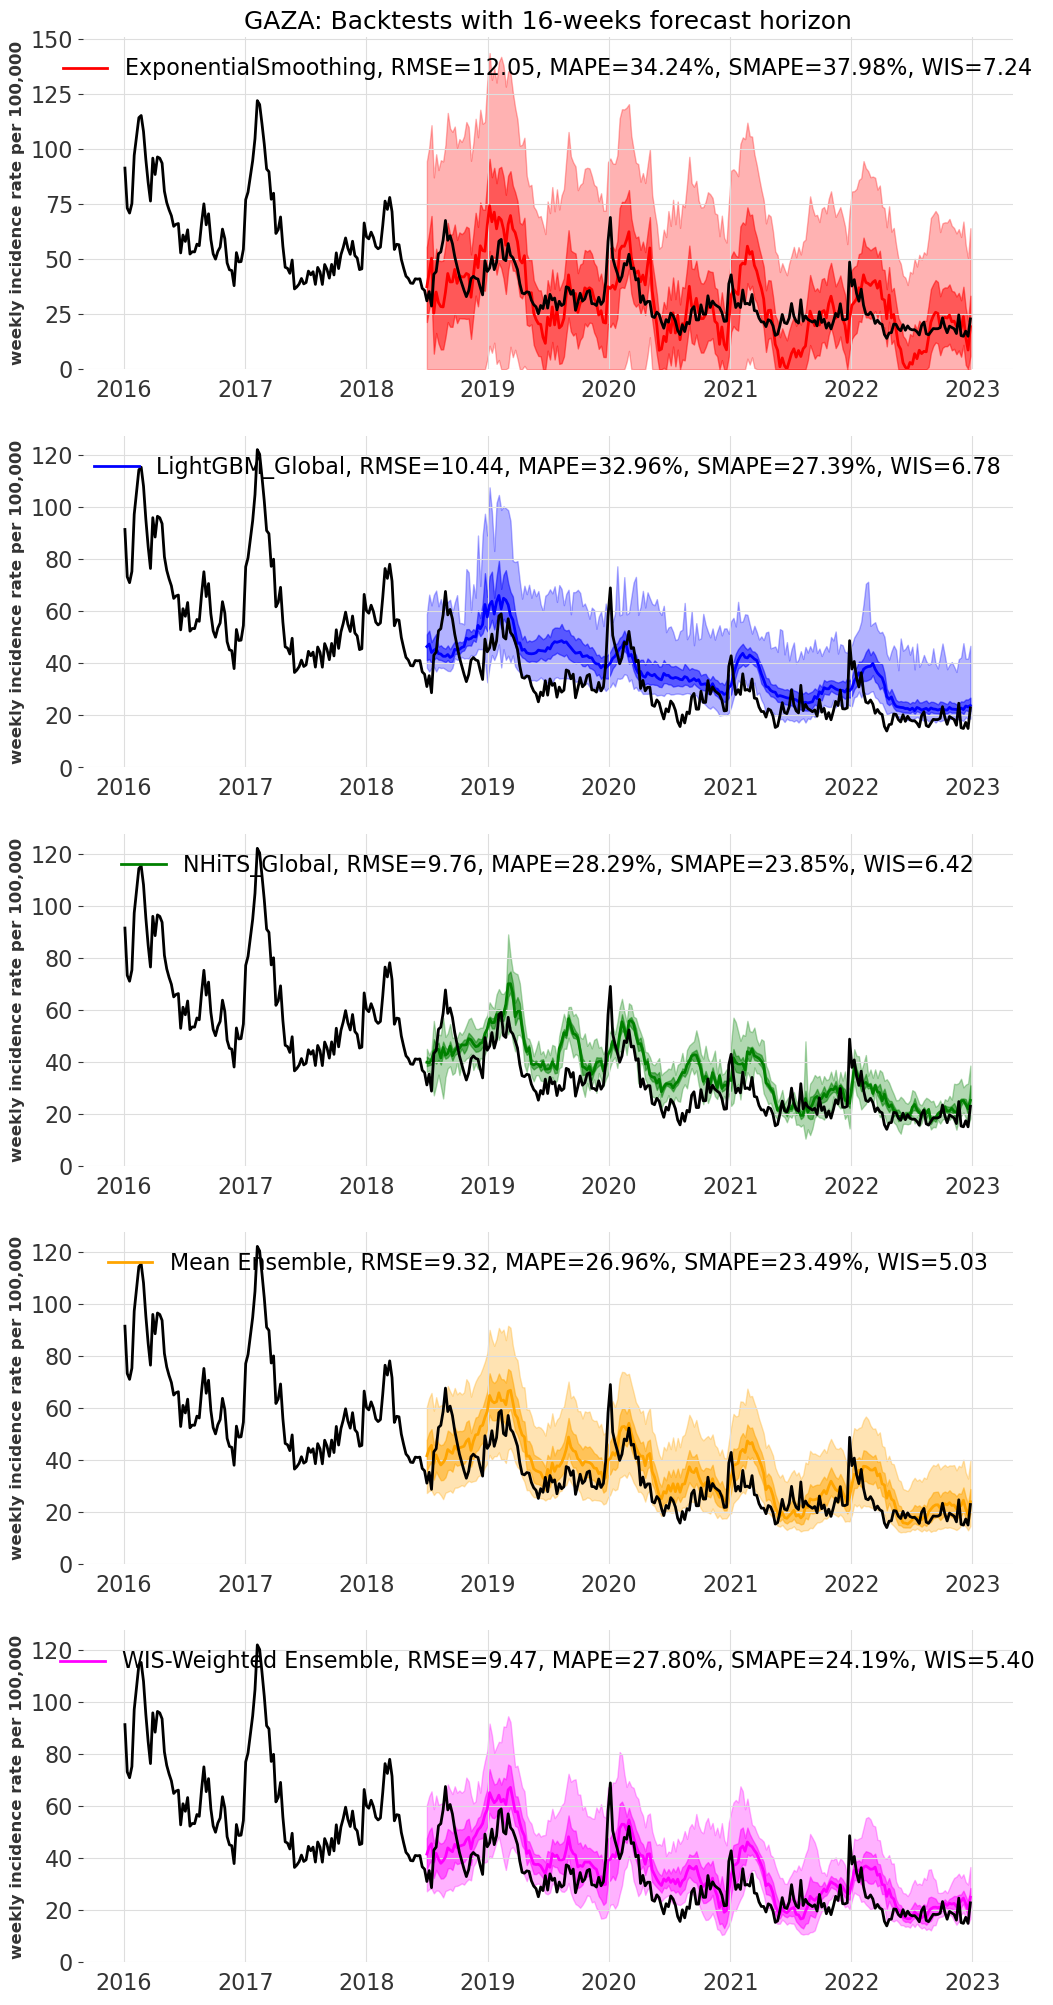 GAZA: Backtests with 16-weeks forecast horizon
weekly incidence rate per 100,000
150
125
100
75
50
25
0
ExponentialSmoothing, RMSE=12.05, MAPE=34.24%, SMAPE=37.98%, WIS=7.24
2016 2017 2018 2019 2020 2021 2022 2023
weekly incidence rate per 100,000
120
100
80
60
40
20
0
LightGBM_Global, RMSE=10.44, MAPE=32.96%, SMAPE=27.39%, WIS=6.78
2016 2017 2018 2019 2020 2021 2022 2023
weekly incidence rate per 100,000
120
100
80
60
40
20
0
NHiTS_Global, RMSE=9.76, MAPE=28.29%, SMAPE=23.85%, WIS=6.42
2016 2017 2018 2019 2020 2021 2022 2023
weekly incidence rate per 100,000
120
100
80
60
40
20
0
Mean Ensemble, RMSE=9.32, MAPE=26.96%, SMAPE=23.49%, WIS=5.03
2016 2017 2018 2019 2020 2021 2022 2023
weekly incidence rate per 100,000
120
100
80
60
40
20
0
WIS-Weighted Ensemble, RMSE=9.47, MAPE=27.80%, SMAPE=24.19%, WIS=5.40
2016 2017 2018 2019 2020 2021 2022 2023